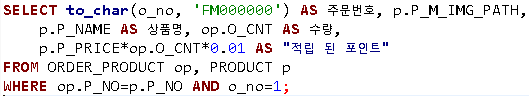 SELECT to_char(o_no, 'FM000000') AS 주문번호, p.P_M_IMG_PATH,
p.P_NAME AS 상품명, op.O_CNT AS 수량,
p.P_PRICE*op.O_CNT*0.01 AS "적립 된 포인트"
FROM ORDER_PRODUCT op, PRODUCT p
WHERE op.P_NO=p.P_NO AND o_no=1;